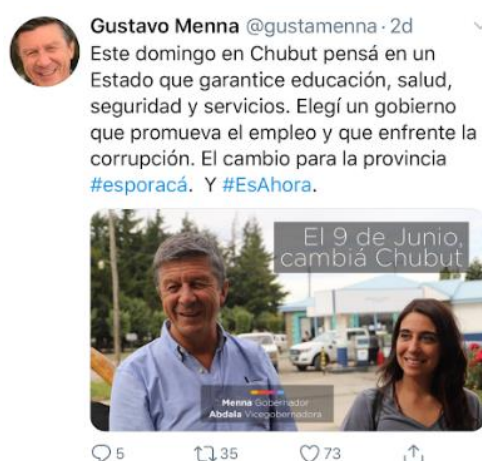 Gustavo Menna @gustamenna · 2d
Este domingo en Chubut pensá en un
Estado que garantice educación, salud,
seguridad y servicios. Elegí un gobierno
que promueva el empleo y que enfrente la
corrupción. El cambio para la provincia
#esporacá. Y #EsAhora.
El 9 de Junio,
cambiá Chubut
Menna Gobernador
Abdala Vicegobernadora
5 35 73